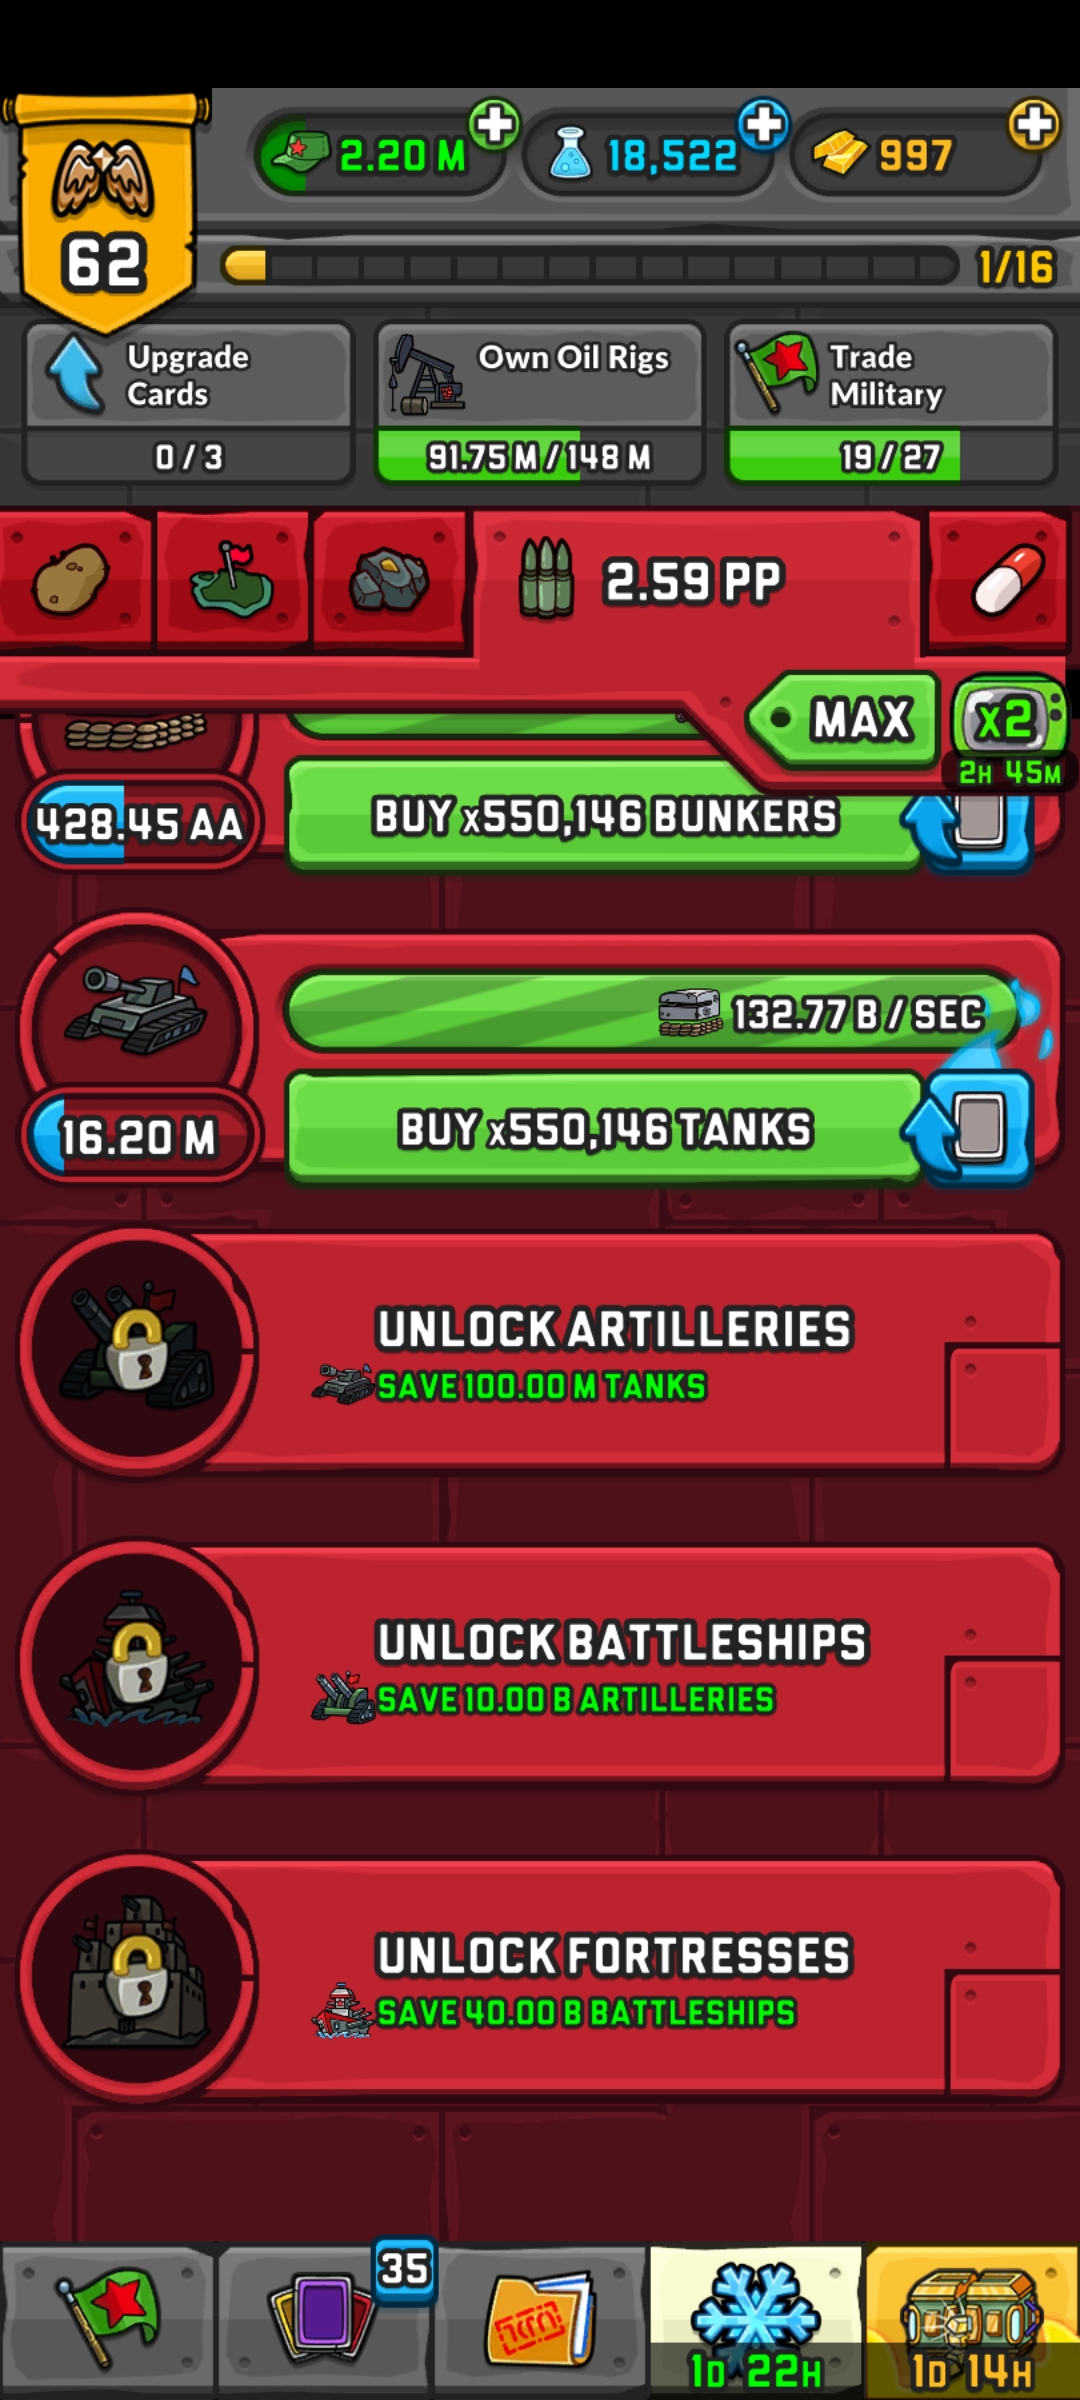 2.20 M
18,522
997
62
1/16
Upgrade
Cards
Own Oil Rigs
Trade
Military
0 / 3
91.75 M / 148 M
19 / 27
2.59 PP
MAX
x2
2H 45M
428.45 AA
BUY x550,146 BUNKERS
132.77 B / SEC
16.20 M
BUY x550,146 TANKS
UNLOCK ARTILLERIES
SAVE 100.00 M TANKS
UNLOCK BATTLESHIPS
SAVE 10.00 B ARTILLERIES
UNLOCK FORTRESSES
SAVE 40.00 B BATTLESHIPS
35
1D 22H
1D 14H